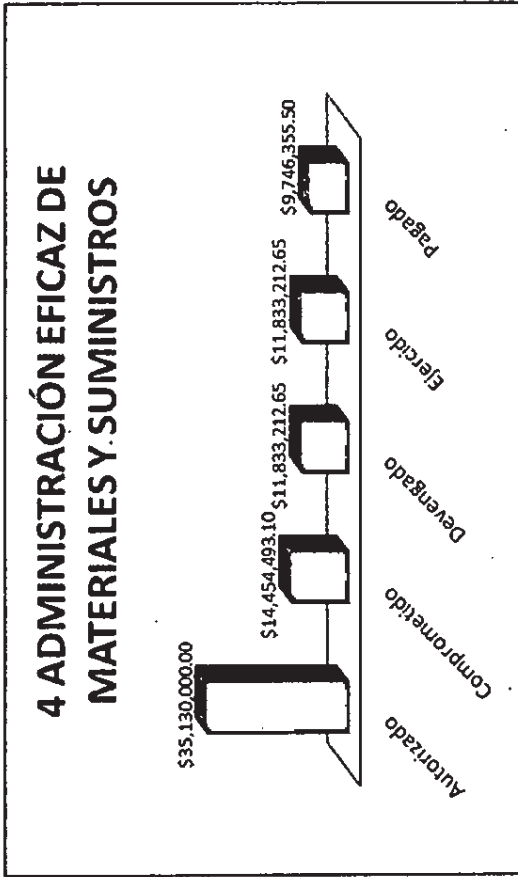 4 ADMINISTRACIÓN EFICAZ DE
MATERIALES Y SUMINISTROS
$35,130,000.00
$14,454,493.10
$11,833,212.65
$11,833,212.65
$9,746,355.50
Autorizado
Comprometido
Devengado
Ejercido
Pagado